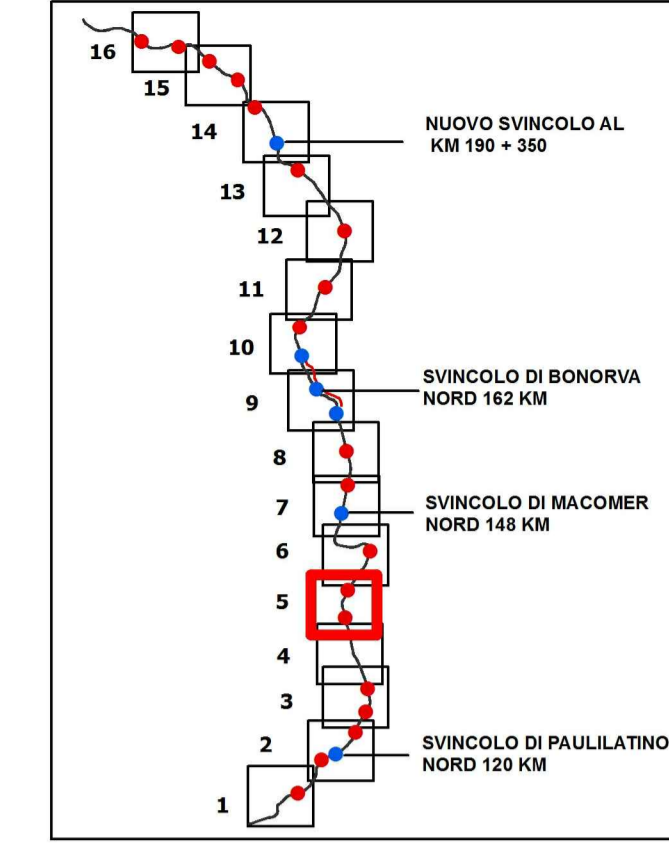 16
15
14
NUOVO SVINCOLO AL
KM 190 + 350
13
12
11
10
SVINCOLO DI BONORVA
NORD 162 KM
9
8
SVINCOLO DI MACOMER
NORD 148 KM
7
6
5
4
3
2
SVINCOLO DI PAULILATINO
NORD 120 KM
1